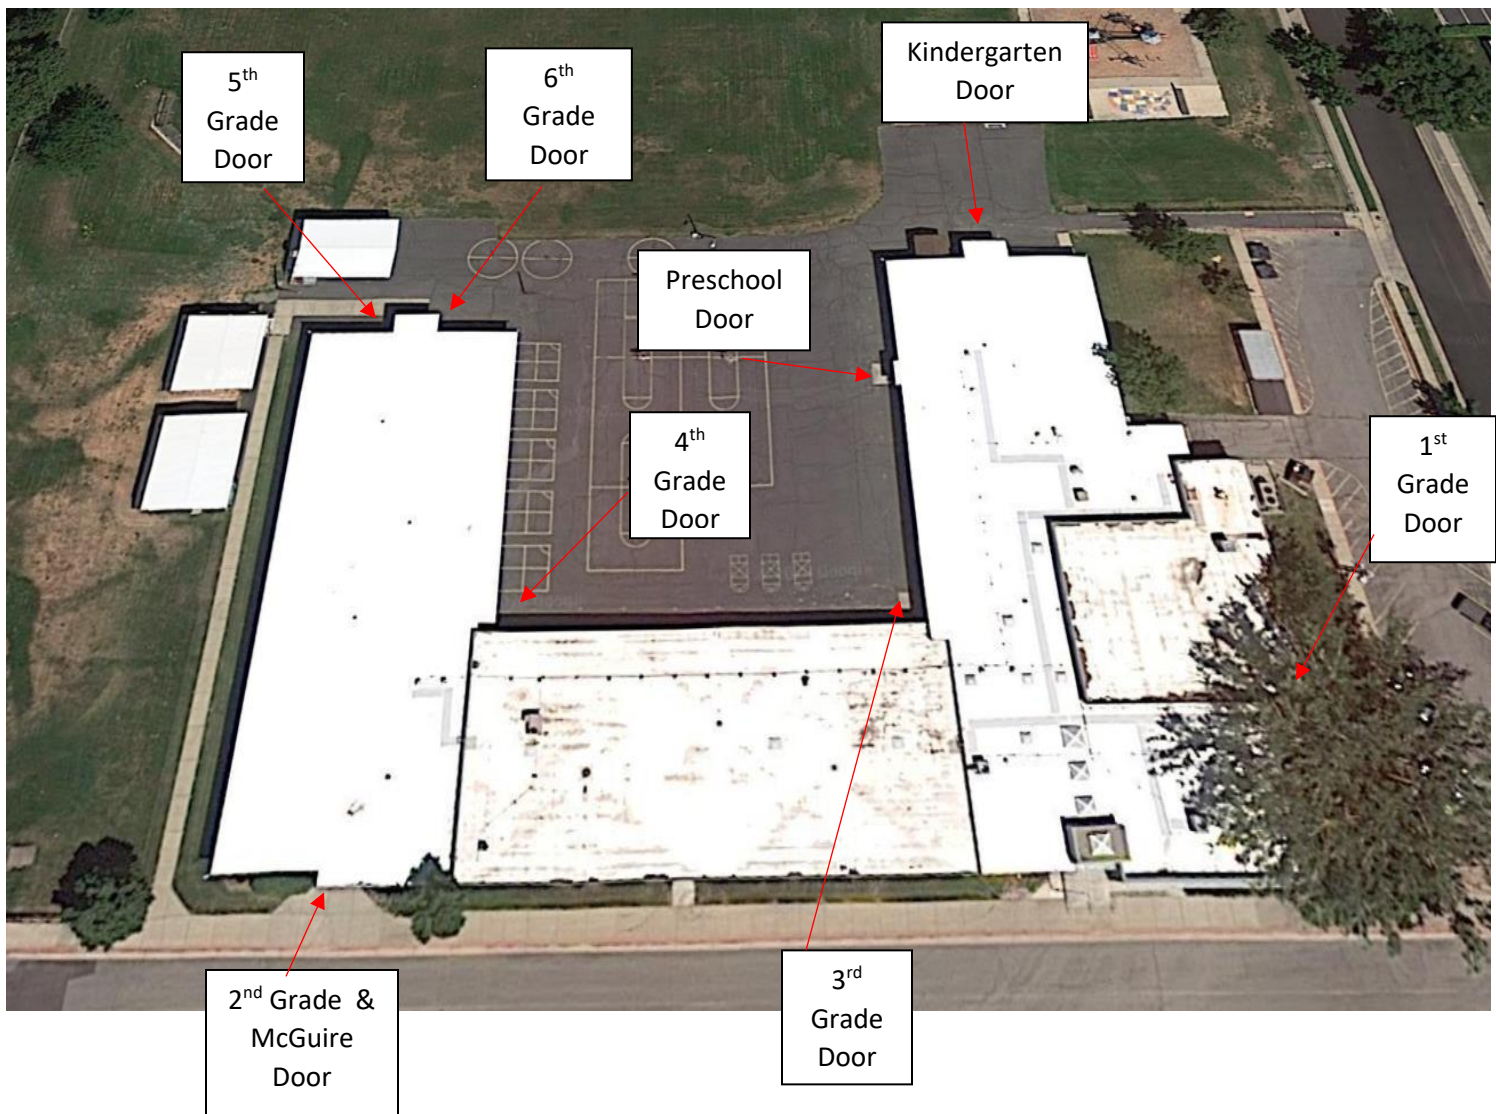 5th
Grade
Door
6th
Grade
Door
Kindergarten
Door
Preschool
Door
4th
Grade
Door
1st
Grade
Door
2nd Grade &
McGuire
Door
3rd
Grade
Door